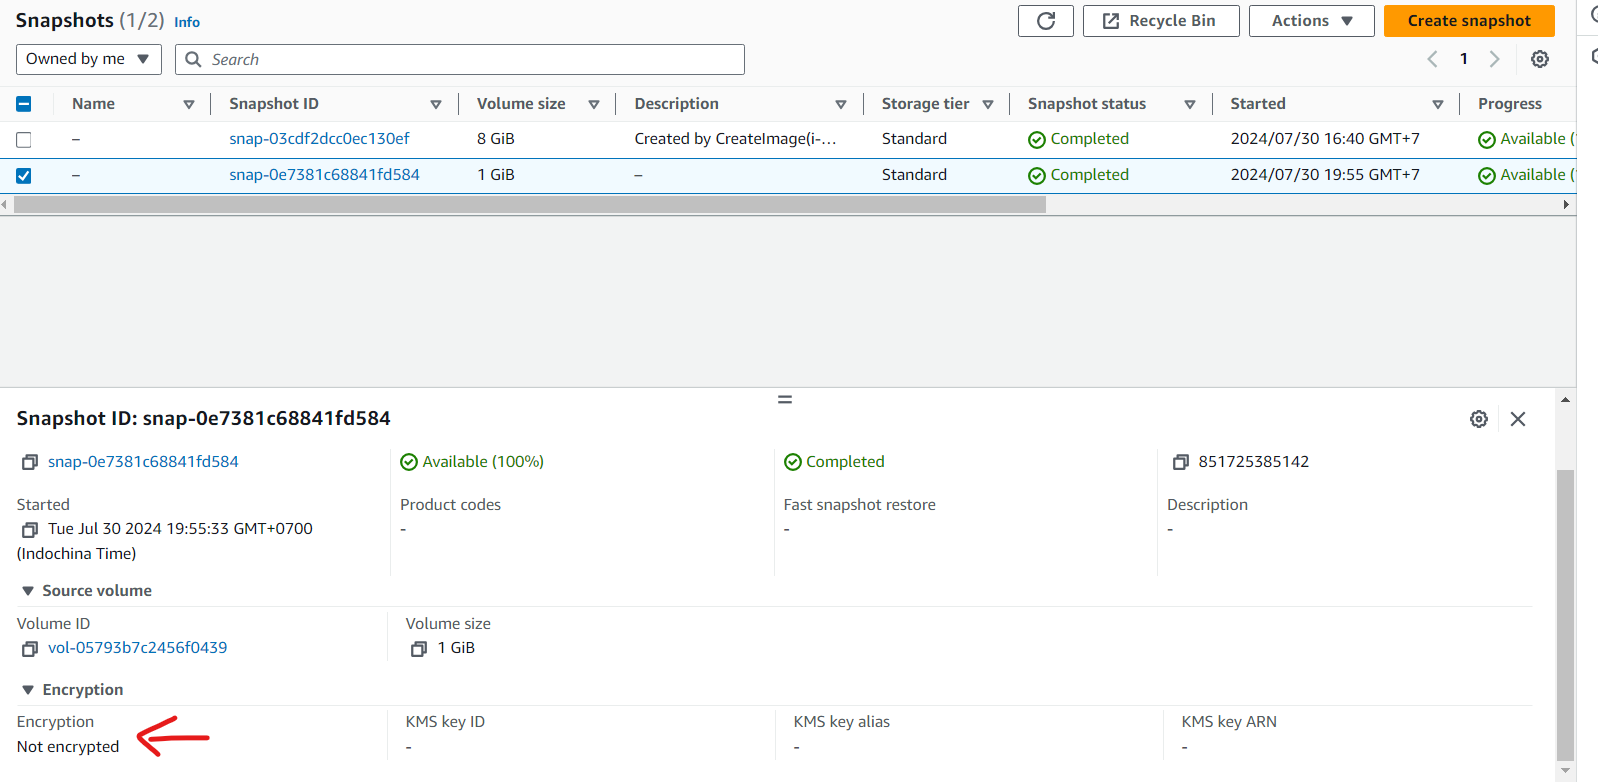 Snapshots (1/2) Info
Recycle Bin
Actions
Create snapshot
Owned by me
Search
1
Name Snapshot ID Volume size Description Storage tier Snapshot status Started Progress
– snap-03cdf2dcc0ec130ef 8 GiB Created by CreateImage(i-... Standard Completed 2024/07/30 16:40 GMT+7 Available (
– snap-0e7381c68841fd584 1 GiB – Standard Completed 2024/07/30 19:55 GMT+7 Available (
Snapshot ID: snap-0e7381c68841fd584
snap-0e7381c68841fd584 Available (100%) Completed 851725385142
Started Product codes Fast snapshot restore Description
Tue Jul 30 2024 19:55:33 GMT+0700 - - -
(Indochina Time)
Source volume
Volume ID Volume size
vol-05793b7c2456f0439 1 GiB
Encryption
Encryption KMS key ID KMS key alias KMS key ARN
Not encrypted - - -